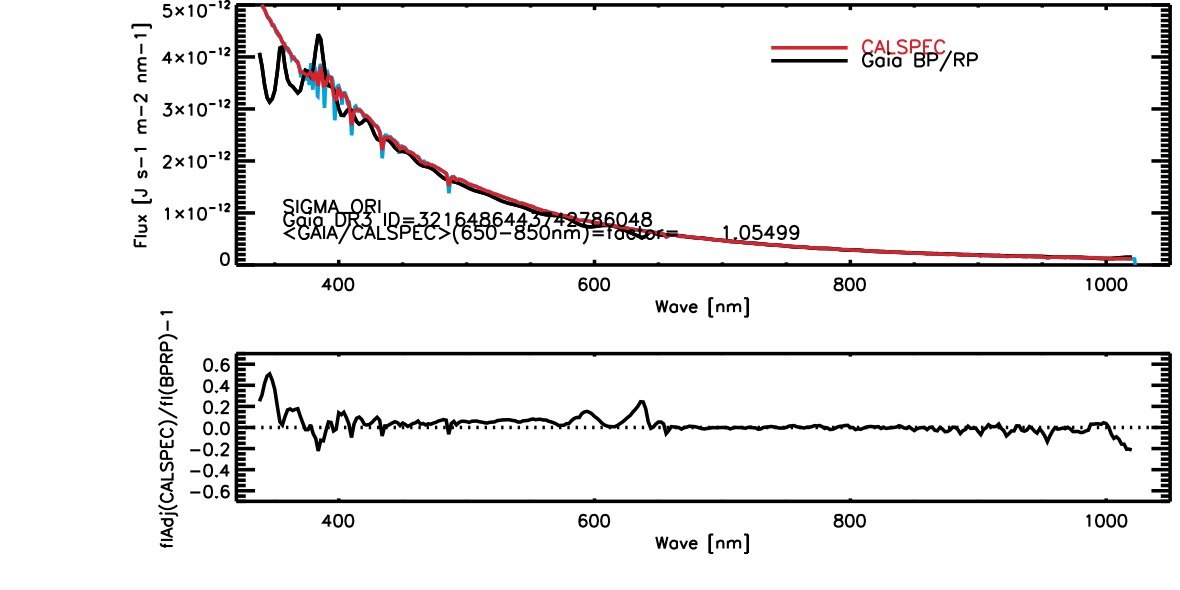 5×10−12
4×10−12
3×10−12
2×10−12
1×10−12
0
Flux [J s−1 m−2 nm−1]
CALSPEC
Gaia BP/RP
SIGMA_ORI
Gaia DR3 ID=3216486443742786048
<GAIA/CALSPEC>(650−850nm)=factor= 1.05499
400 600 800 1000
Wave [nm]
flAdj(CALSPEC)/fl(BPRP)−1
0.6
0.4
0.2
0.0
−0.2
−0.4
−0.6
400 600 800 1000
Wave [nm]